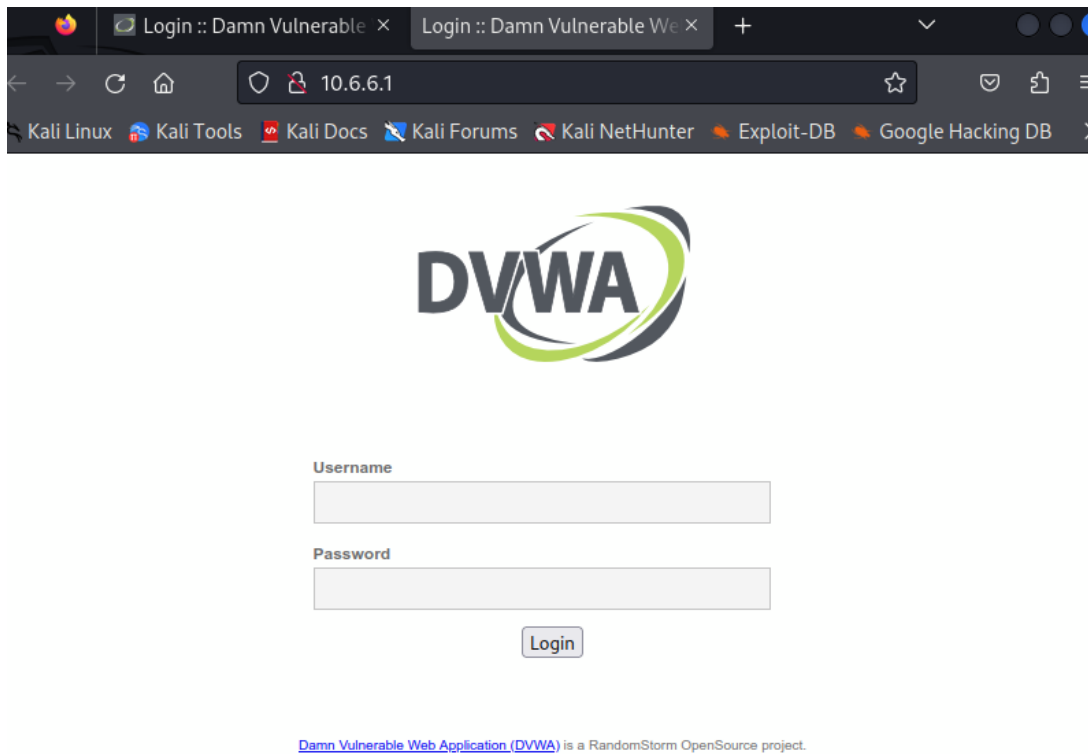 Login :: Damn Vulnerable
Login :: Damn Vulnerable We
10.6.6.1
Kali Linux Kali Tools Kali Docs Kali Forums Kali NetHunter Exploit-DB Google Hacking DB
DVWA
Username
Password
Login
Damn Vulnerable Web Application (DVWA) is a RandomStorm OpenSource project.